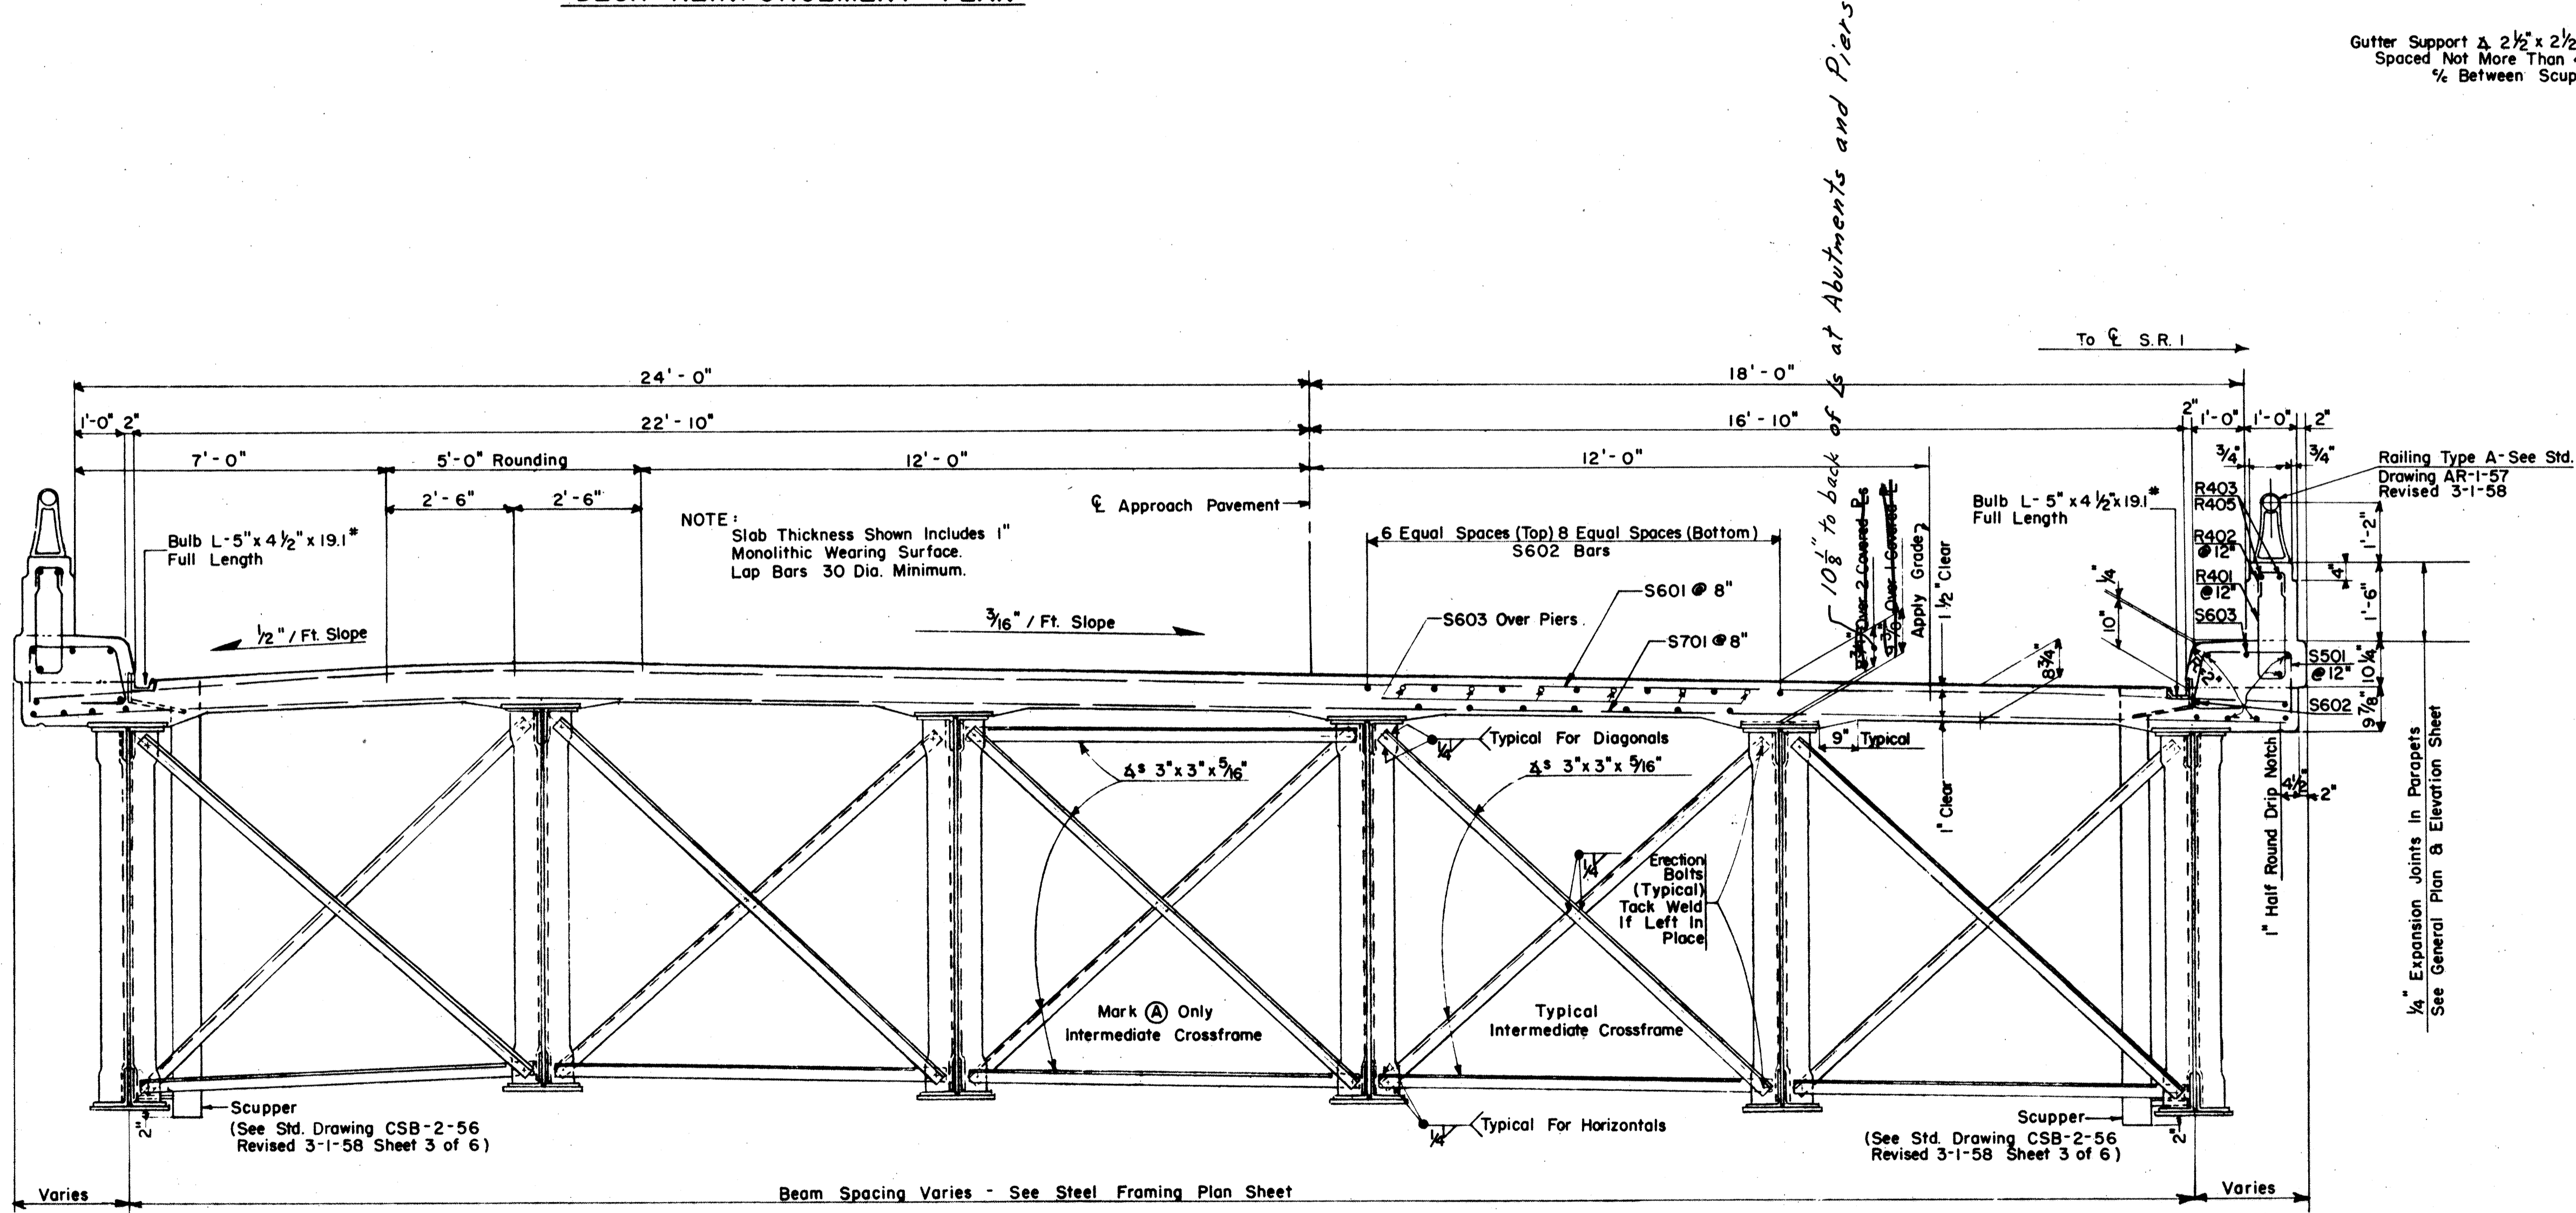 Gutter Support ∡ 2½" x 2½
Spaced Not More Than
c/c Between Scup
10⅛" to back of ∡s at Abutments and Piers
To ℄ S.R. 1
24'-0"
18'-0"
1'-0" 2"
22'-10"
16'-10"
2"
1'-0" 1'-0" 2"
7'-0"
5'-0" Rounding
12'-0"
12'-0"
¾" ¾"
2'-6" 2'-6"
℄ Approach Pavement
Railing Type A-See Std.
Drawing AR-1-57
Revised 3-1-58
NOTE:
Slab Thickness Shown Includes 1"
Monolithic Wearing Surface.
Lap Bars 30 Dia. Minimum.
Bulb L-5" x 4½" x 19.1#
Full Length
6 Equal Spaces (Top) 8 Equal Spaces (Bottom)
S602 Bars
Over 2 Covered
Apply Grade
1½" Clear
Bulb L-5" x 4½" x 19.1#
Full Length
R403
R405
R402
@ 12"
R401
@ 12"
S603
1'-2"
4"
1'-6"
¼"
10"
S601 @ 8"
S603 Over Piers
S701 @ 8"
½" / Ft. Slope
3/16" / Ft. Slope
8¾"
S501
@ 12"
S602
10¼"
9⅞"
Typical For Diagonals
¼
9" Typical
∡s 3" x 3" x 5/16"
∡s 3" x 3" x 5/16"
1" Clear
4½"
2"
1" Half Round Drip Notch
¼" Expansion Joints In Parapets
See General Plan & Elevation Sheet
¼
Erection
Bolts
(Typical)
Tack Weld
If Left In
Place
Mark Ⓐ Only
Intermediate Crossframe
Typical
Intermediate Crossframe
Scupper
(See Std. Drawing CSB-2-56
Revised 3-1-58 Sheet 3 of 6)
2"
¼
Typical For Horizontals
Scupper
(See Std. Drawing CSB-2-56
Revised 3-1-58 Sheet 3 of 6)
2"
Varies
Beam Spacing Varies - See Steel Framing Plan Sheet
Varies